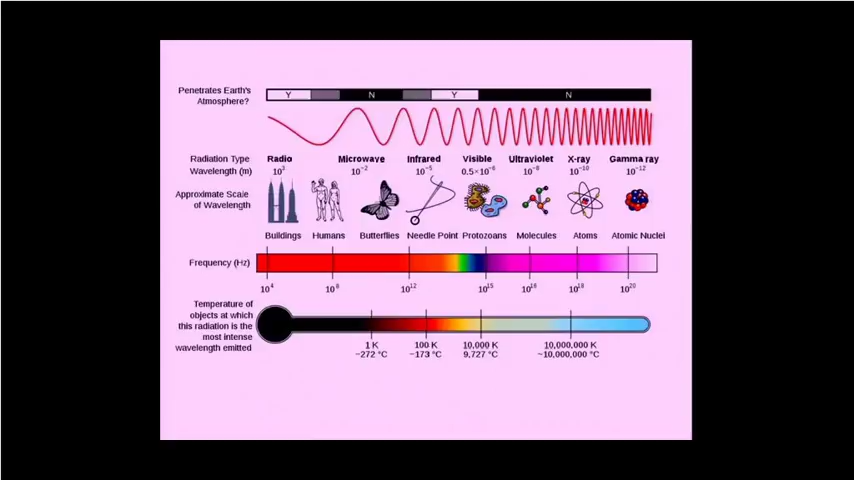 Penetrates Earth's
Atmosphere?
Y N Y N
Radiation Type
Radio Microwave Infrared Visible Ultraviolet X-ray Gamma ray
Wavelength (m)
10³ 10⁻² 10⁻⁵ 0.5×10⁻⁶ 10⁻⁸ 10⁻¹⁰ 10⁻¹²
Approximate Scale
of Wavelength
Buildings Humans Butterflies Needle Point Protozoans Molecules Atoms Atomic Nuclei
Frequency (Hz)
10⁴ 10⁸ 10¹² 10¹⁵ 10¹⁶ 10¹⁸ 10²⁰
Temperature of
objects at which
this radiation is the
most intense
wavelength emitted
1 K 100 K 10,000 K 10,000,000 K
−272 °C −173 °C 9,727 °C ~10,000,000 °C